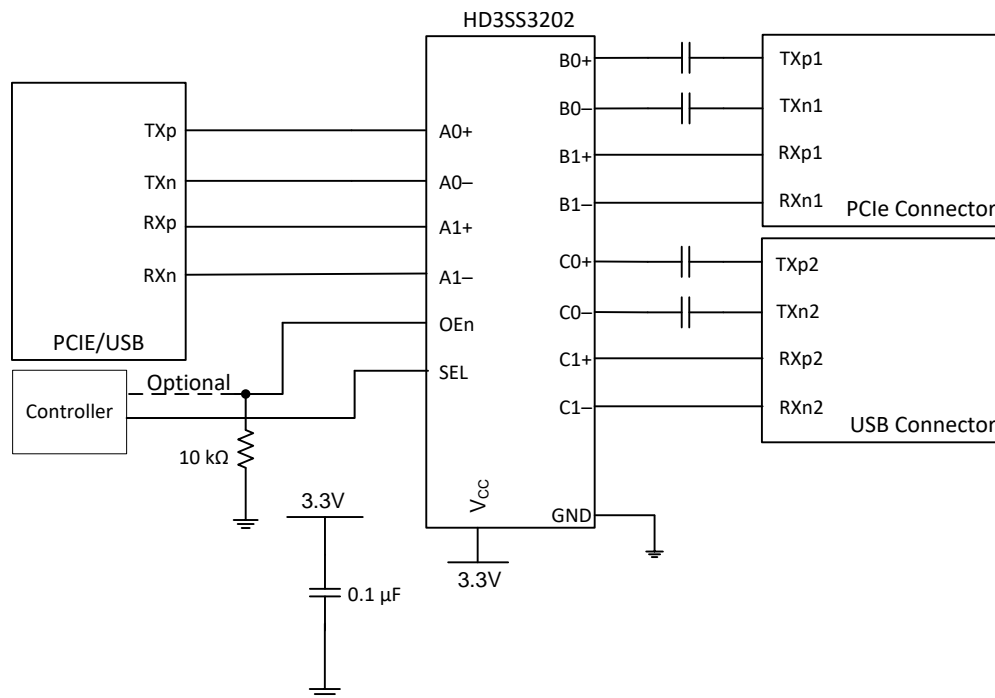 HD3SS3202
TXp
TXn
RXp
RXn
PCIE/USB
Controller
Optional
10 kΩ
3.3V
0.1 µF
A0+
A0–
A1+
A1–
OEn
SEL
VCC
3.3V
GND
B0+
B0–
B1+
B1–
C0+
C0–
C1+
C1–
TXp1
TXn1
RXp1
RXn1
PCIe Connector
TXp2
TXn2
RXp2
RXn2
USB Connector